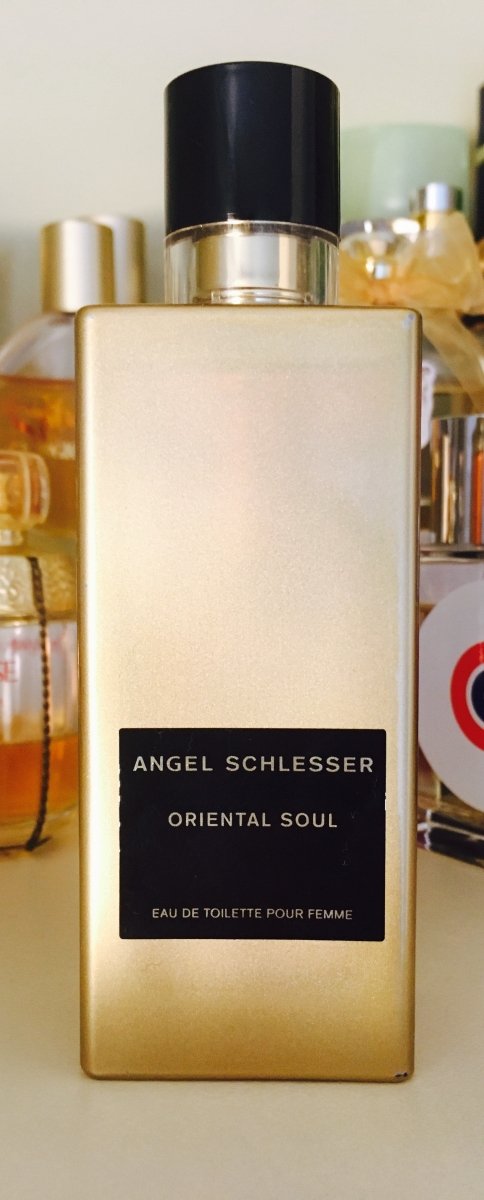 ANGEL SCHLESSER
ORIENTAL SOUL
EAU DE TOILETTE POUR FEMME